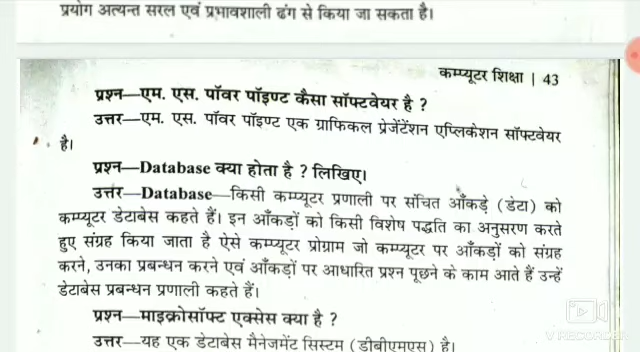 प्रयोग अत्यन्त सरल एवं प्रभावशाली ढंग से किया जा सकता है।
कम्प्यूटर शिक्षा | 43
प्रश्न—एम. एस. पॉवर पॉइण्ट कैसा सॉफ्टवेयर है ?
उत्तर—एम. एस. पॉवर पॉइण्ट एक ग्राफिकल प्रेजेंटेंशन एप्लिकेशन सॉफ्टवेयर
है।
प्रश्न—Database क्या होता है ? लिखिए।
उत्तर—Database—किसी कम्प्यूटर प्रणाली पर संचित आँकड़े (डेटा) को
कम्प्यूटर डेटाबेस कहते हैं। इन आँकड़ों को किसी विशेष पद्धति का अनुसरण करते
हुए संग्रह किया जाता है ऐसे कम्प्यूटर प्रोग्राम जो कम्प्यूटर पर आँकड़ों को संग्रह
करने, उनका प्रबन्धन करने एवं आँकड़ों पर आधारित प्रश्न पूछने के काम आते हैं उन्हें
डेटाबेस प्रबन्धन प्रणाली कहते हैं।
प्रश्न—माइक्रोसॉफ्ट एक्सेस क्या है ?
उत्तर—यह एक डेटाबेस मैनेजमेंट सिस्टम (डीबीएमएस) है।
V RECORDER